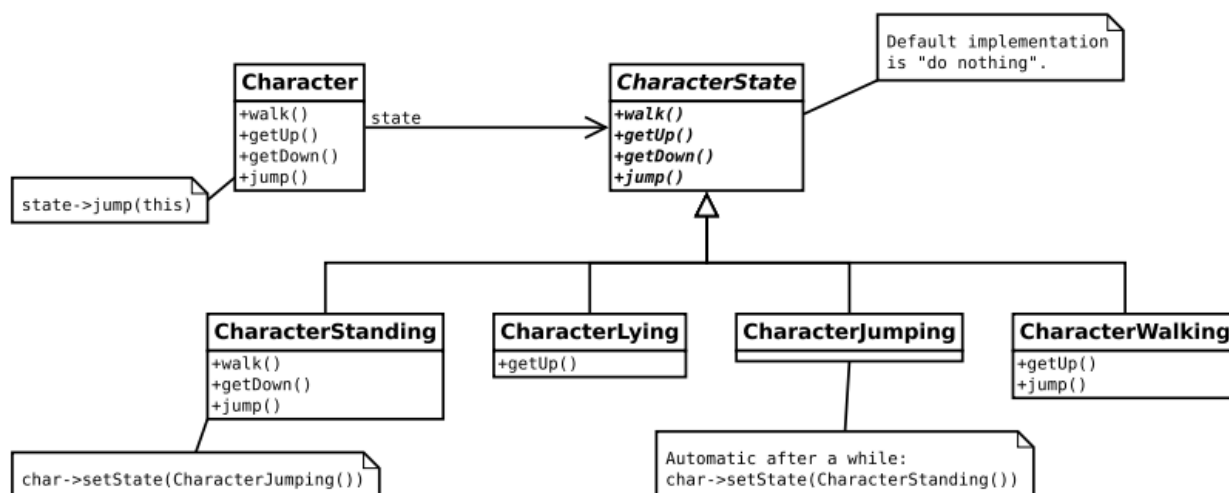 Default implementation
is "do nothing".
Character
+walk()
+getUp()
+getDown()
+jump()
state
CharacterState
+walk()
+getUp()
+getDown()
+jump()
state->jump(this)
CharacterStanding
+walk()
+getDown()
+jump()
CharacterLying
+getUp()
CharacterJumping
CharacterWalking
+getUp()
+jump()
char->setState(CharacterJumping())
Automatic after a while:
char->setState(CharacterStanding())